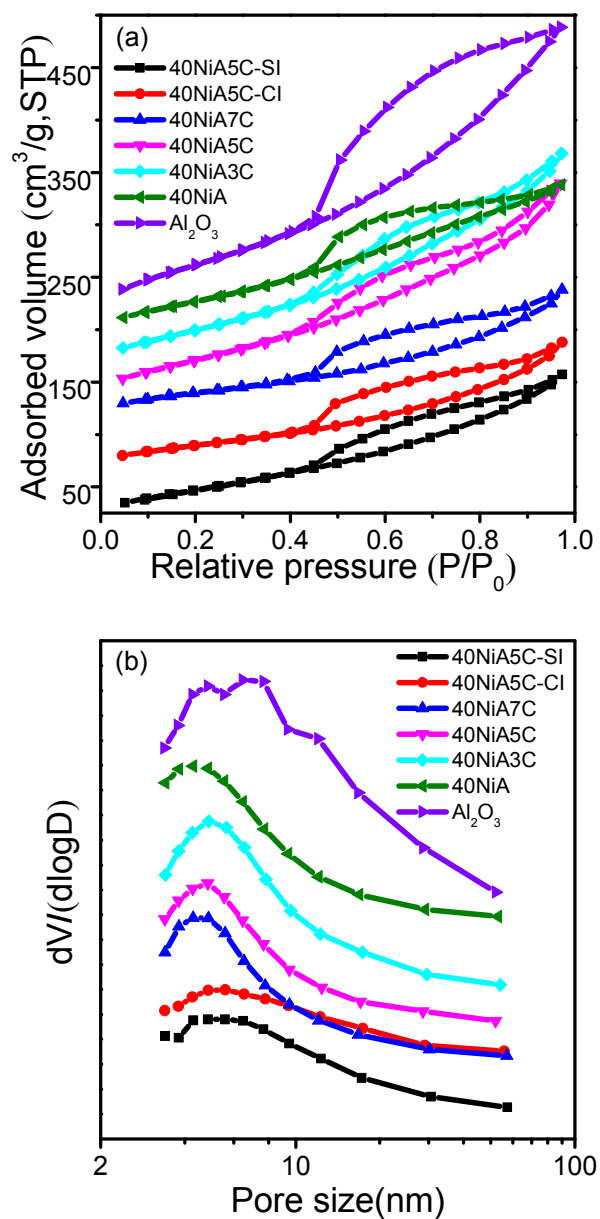 (a)
40NiA5C-SI
40NiA5C-CI
40NiA7C
40NiA5C
40NiA3C
40NiA
Al₂O₃
Adsorbed volume (cm³/g,STP)
450
350
250
150
50
0.0 0.2 0.4 0.6 0.8 1.0
Relative pressure (P/P₀)
(b)
40NiA5C-SI
40NiA5C-CI
40NiA7C
40NiA5C
40NiA3C
40NiA
Al₂O₃
dV/(dlogD)
2 10 100
Pore size(nm)